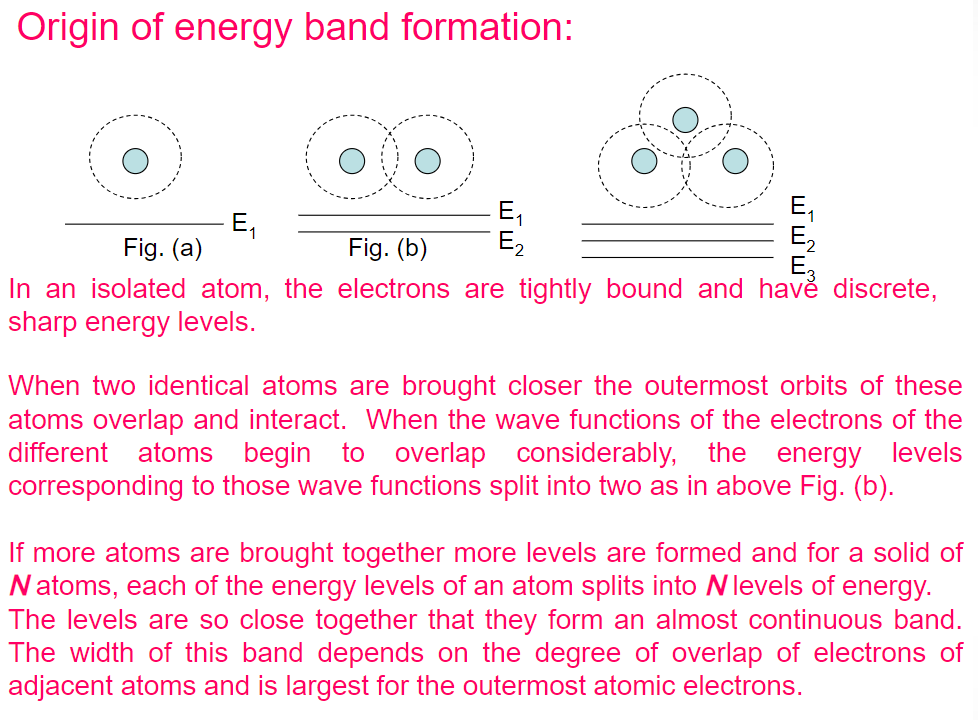 Origin of energy band formation:
E1
Fig. (a)
E1
E2
Fig. (b)
E1
E2
E3
In an isolated atom, the electrons are tightly bound and have discrete,
sharp energy levels.
When two identical atoms are brought closer the outermost orbits of these
atoms overlap and interact. When the wave functions of the electrons of the
different atoms begin to overlap considerably, the energy levels
corresponding to those wave functions split into two as in above Fig. (b).
If more atoms are brought together more levels are formed and for a solid of
N atoms, each of the energy levels of an atom splits into N levels of energy.
The levels are so close together that they form an almost continuous band.
The width of this band depends on the degree of overlap of electrons of
adjacent atoms and is largest for the outermost atomic electrons.